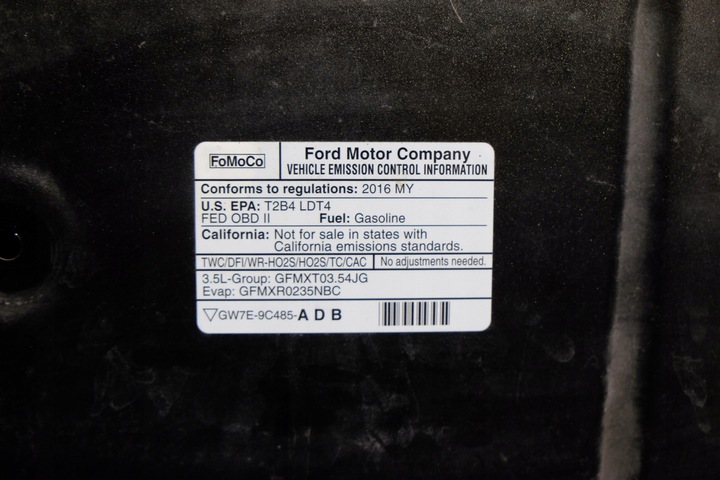 FoMoCo
Ford Motor Company
VEHICLE EMISSION CONTROL INFORMATION
Conforms to regulations: 2016 MY
U.S. EPA: T2B4 LDT4
FED OBD II Fuel: Gasoline
California: Not for sale in states with
California emissions standards.
TWC/DFI/WR-HO2S/HO2S/TC/CAC No adjustments needed.
3.5L-Group: GFMXT03.54JG
Evap: GFMXR0235NBC
▽GW7E-9C485-A D B